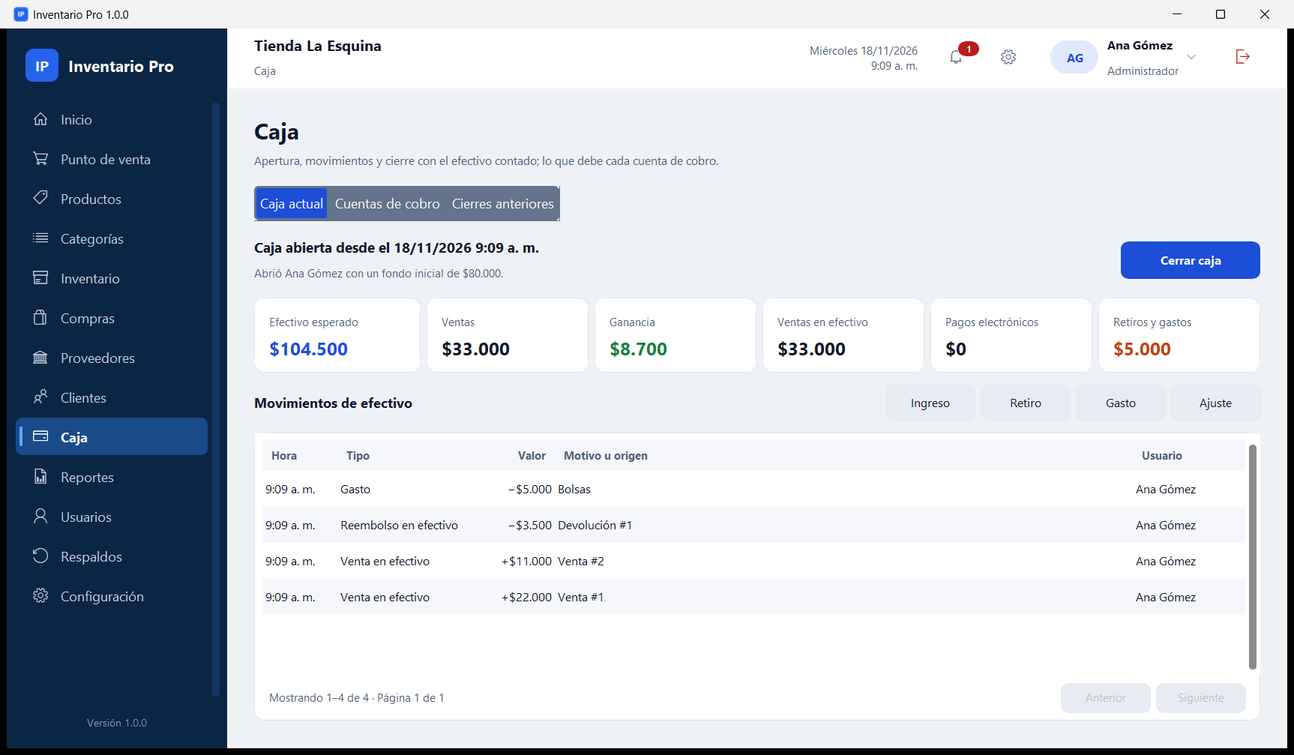 Inventario Pro 1.0.0
IP Inventario Pro
Inicio
Punto de venta
Productos
Categorías
Inventario
Compras
Proveedores
Clientes
Caja
Reportes
Usuarios
Respaldos
Configuración
Versión 1.0.0
Tienda La Esquina
Caja
Miércoles 18/11/2026
9:09 a. m.
1
AG
Ana Gómez
Administrador
Caja
Apertura, movimientos y cierre con el efectivo contado; lo que debe cada cuenta de cobro.
Caja actual Cuentas de cobro Cierres anteriores
Caja abierta desde el 18/11/2026 9:09 a. m.
Abrió Ana Gómez con un fondo inicial de $80.000.
Cerrar caja
Efectivo esperado
$104.500
Ventas
$33.000
Ganancia
$8.700
Ventas en efectivo
$33.000
Pagos electrónicos
$0
Retiros y gastos
$5.000
Movimientos de efectivo
Ingreso Retiro Gasto Ajuste
Hora Tipo Valor Motivo u origen Usuario
9:09 a. m. Gasto −$5.000 Bolsas Ana Gómez
9:09 a. m. Reembolso en efectivo −$3.500 Devolución #1 Ana Gómez
9:09 a. m. Venta en efectivo +$11.000 Venta #2 Ana Gómez
9:09 a. m. Venta en efectivo +$22.000 Venta #1 Ana Gómez
Mostrando 1–4 de 4 · Página 1 de 1
Anterior Siguiente